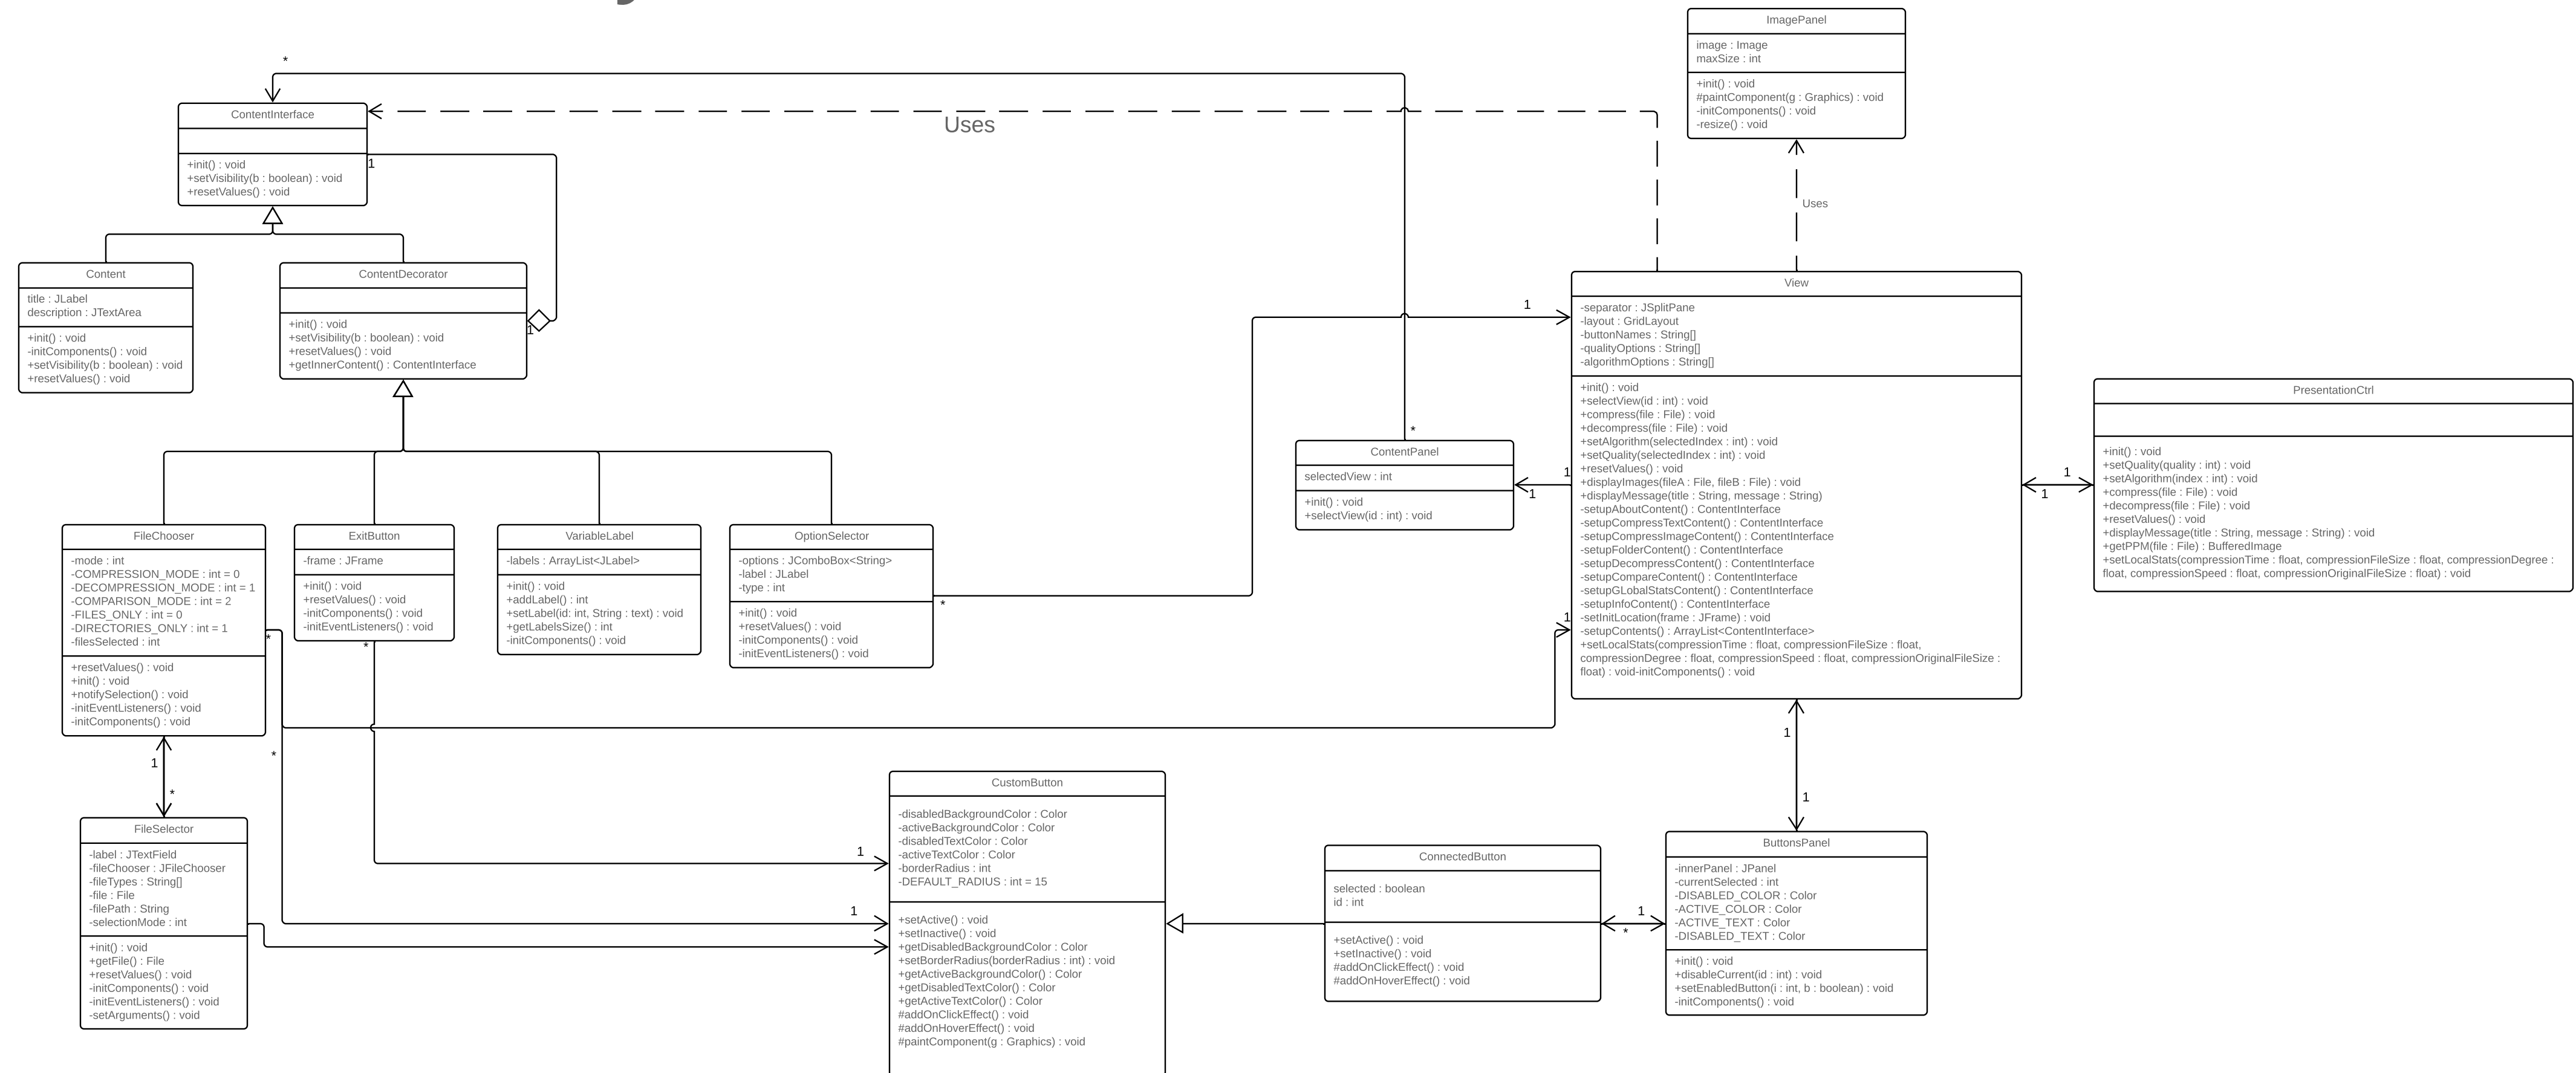 ImagePanel
image : Image
maxSize : int
+init() : void
#paintComponent(g : Graphics) : void
-initComponents() : void
-resize() : void
*
ContentInterface
+init() : void
+setVisibility(b : boolean) : void
+resetValues() : void
1
Uses
Uses
Content
title : JLabel
description : JTextArea
+init() : void
-initComponents() : void
+setVisibility(b : boolean) : void
+resetValues() : void
ContentDecorator
+init() : void
+setVisibility(b : boolean) : void
+resetValues() : void
+getInnerContent() : ContentInterface
1
1
View
-separator : JSplitPane
-layout : GridLayout
-buttonNames : String[]
-qualityOptions : String[]
-algorithmOptions : String[]
+init() : void
+selectView(id : int) : void
+compress(file : File) : void
+decompress(file : File) : void
+setAlgorithm(selectedIndex : int) : void
+setQuality(selectedIndex : int) : void
+resetValues() : void
+displayImages(fileA : File, fileB : File) : void
+displayMessage(title : String, message : String)
-setupAboutContent() : ContentInterface
-setupCompressTextContent() : ContentInterface
-setupCompressImageContent() : ContentInterface
-setupFolderContent() : ContentInterface
-setupDecompressContent() : ContentInterface
-setupCompareContent() : ContentInterface
-setupGLobalStatsContent() : ContentInterface
-setupInfoContent() : ContentInterface
-setInitLocation(frame : JFrame) : void
-setupContents() : ArrayList<ContentInterface>
+setLocalStats(compressionTime : float, compressionFileSize : float,
compressionDegree : float, compressionSpeed : float, compressionOriginalFileSize :
float) : void-initComponents() : void
*
ContentPanel
selectedView : int
+init() : void
+selectView(id : int) : void
1
1
1
1
PresentationCtrl
+init() : void
+setQuality(quality : int) : void
+setAlgorithm(index : int) : void
+compress(file : File) : void
+decompress(file : File) : void
+resetValues() : void
+displayMessage(title : String, message : String) : void
+getPPM(file : File) : BufferedImage
+setLocalStats(compressionTime : float, compressionFileSize : float, compressionDegree :
float, compressionSpeed : float, compressionOriginalFileSize : float) : void
FileChooser
-mode : int
-COMPRESSION_MODE : int = 0
-DECOMPRESSION_MODE : int = 1
-COMPARISON_MODE : int = 2
-FILES_ONLY : int = 0
-DIRECTORIES_ONLY : int = 1
-filesSelected : int
+resetValues() : void
+init() : void
+notifySelection() : void
-initEventListeners() : void
-initComponents() : void
*
ExitButton
-frame : JFrame
+init() : void
+resetValues() : void
-initComponents() : void
-initEventListeners() : void
*
VariableLabel
-labels : ArrayList<JLabel>
+init() : void
+addLabel() : int
+setLabel(id: int, String : text) : void
+getLabelsSize() : int
-initComponents() : void
OptionSelector
-options : JComboBox<String>
-label : JLabel
-type : int
+init() : void
+resetValues() : void
-initComponents() : void
-initEventListeners() : void
*
1
*
1
*
1
1
FileSelector
-label : JTextField
-fileChooser : JFileChooser
-fileTypes : String[]
-file : File
-filePath : String
-selectionMode : int
+init() : void
+getFile() : File
+resetValues() : void
-initComponents() : void
-initEventListeners() : void
-setArguments() : void
1
1
CustomButton
-disabledBackgroundColor : Color
-activeBackgroundColor : Color
-disabledTextColor : Color
-activeTextColor : Color
-borderRadius : int
-DEFAULT_RADIUS : int = 15
+setActive() : void
+setInactive() : void
+getDisabledBackgroundColor : Color
+setBorderRadius(borderRadius : int) : void
+getActiveBackgroundColor() : Color
+getDisabledTextColor() : Color
+getActiveTextColor() : Color
#addOnClickEffect() : void
#addOnHoverEffect() : void
#paintComponent(g : Graphics) : void
ConnectedButton
selected : boolean
id : int
+setActive() : void
+setInactive() : void
#addOnClickEffect() : void
#addOnHoverEffect() : void
1
*
ButtonsPanel
-innerPanel : JPanel
-currentSelected : int
-DISABLED_COLOR : Color
-ACTIVE_COLOR : Color
-ACTIVE_TEXT : Color
-DISABLED_TEXT : Color
+init() : void
+disableCurrent(id : int) : void
+setEnabledButton(i : int, b : boolean) : void
-initComponents() : void